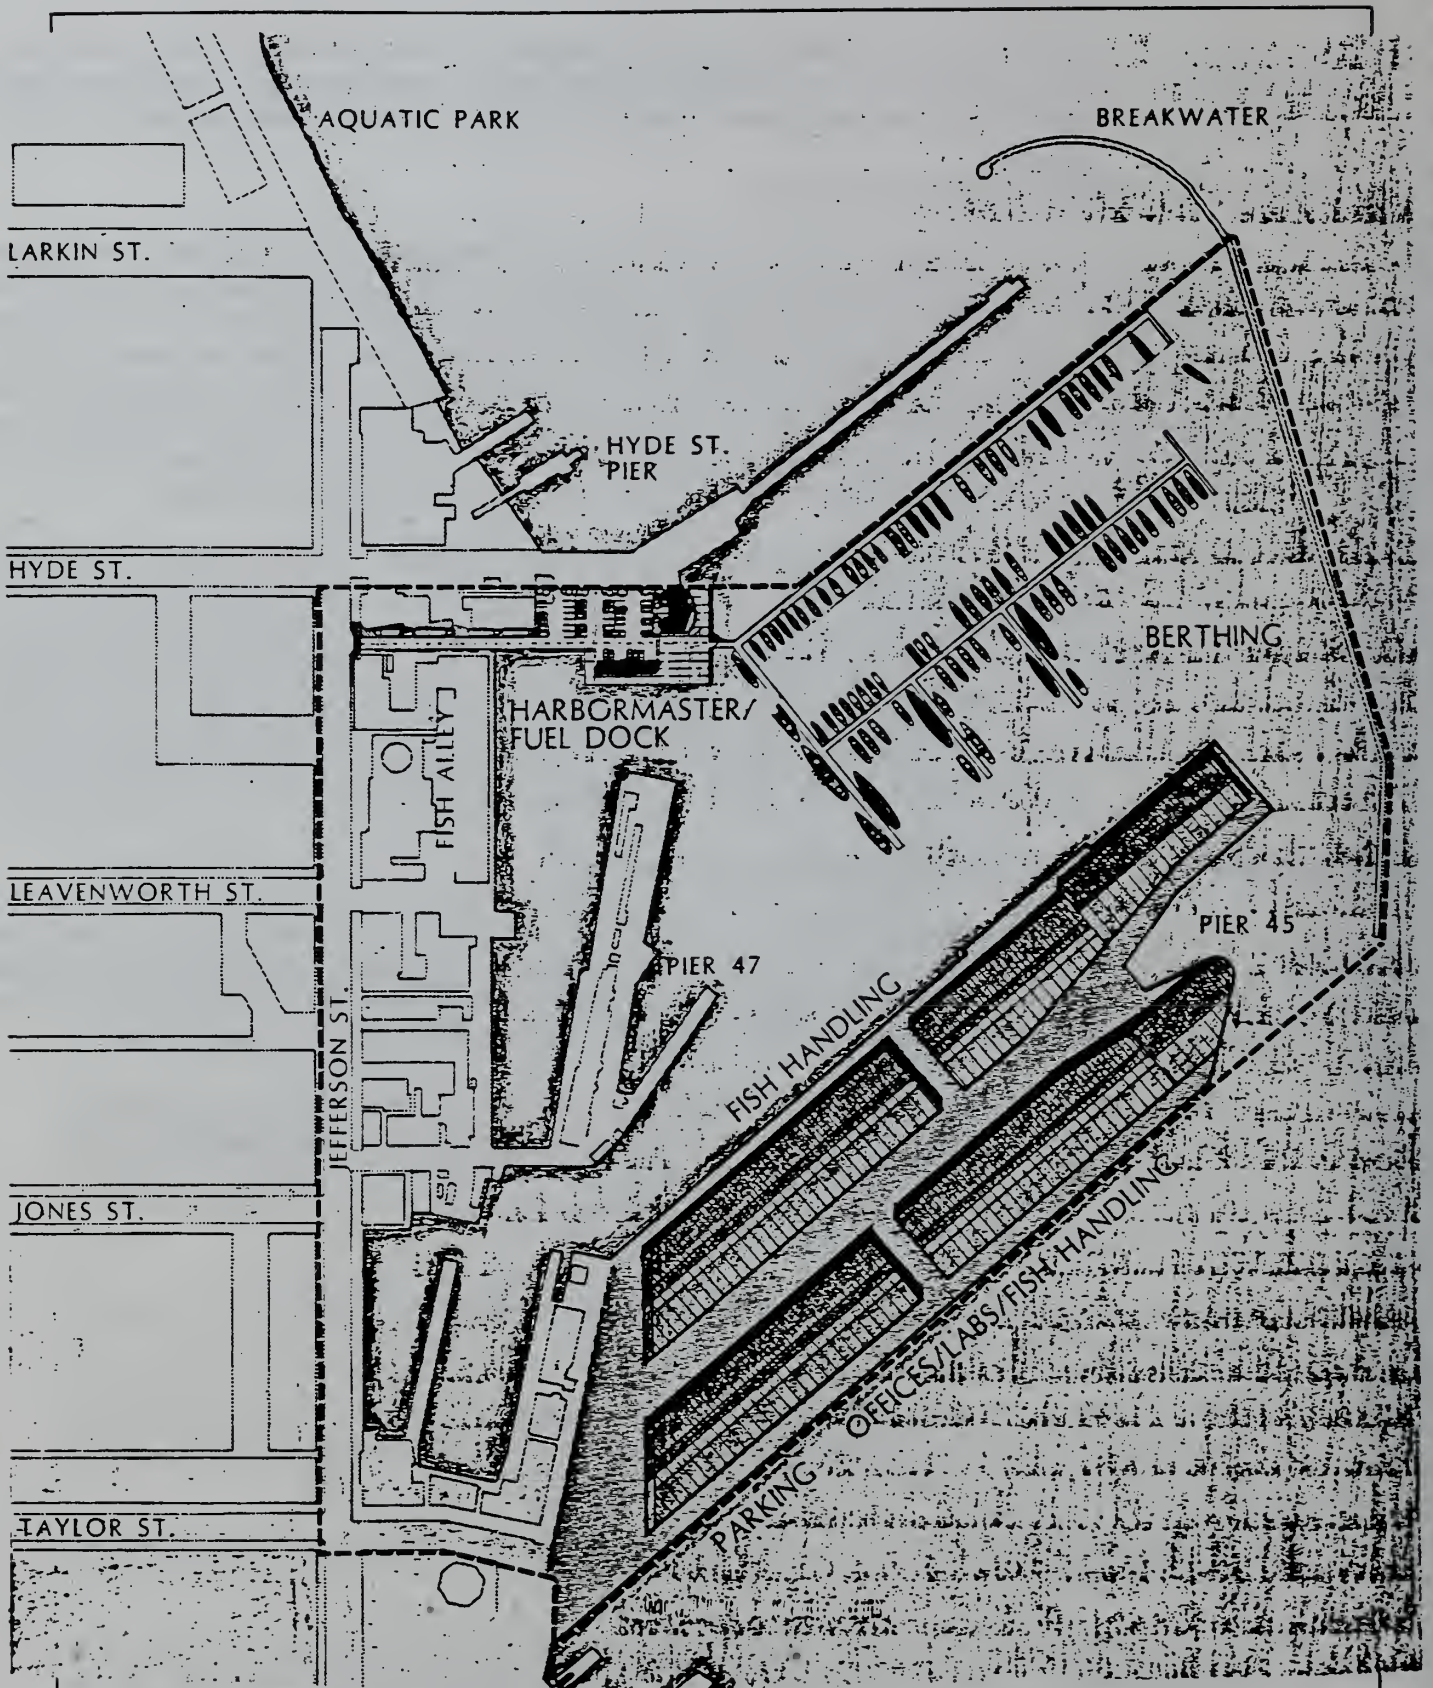 AQUATIC PARK
BREAKWATER
LARKIN ST.
HYDE ST.
PIER
HYDE ST.
BERTHING
HARBORMASTER/
FUEL DOCK
FISH ALLEY
LEAVENWORTH ST.
PIER 45
PIER 47
FISH HANDLING
JEFFERSON ST.
JONES ST.
OFFICES/LABS/FISH HANDLING
PARKING
TAYLOR ST.